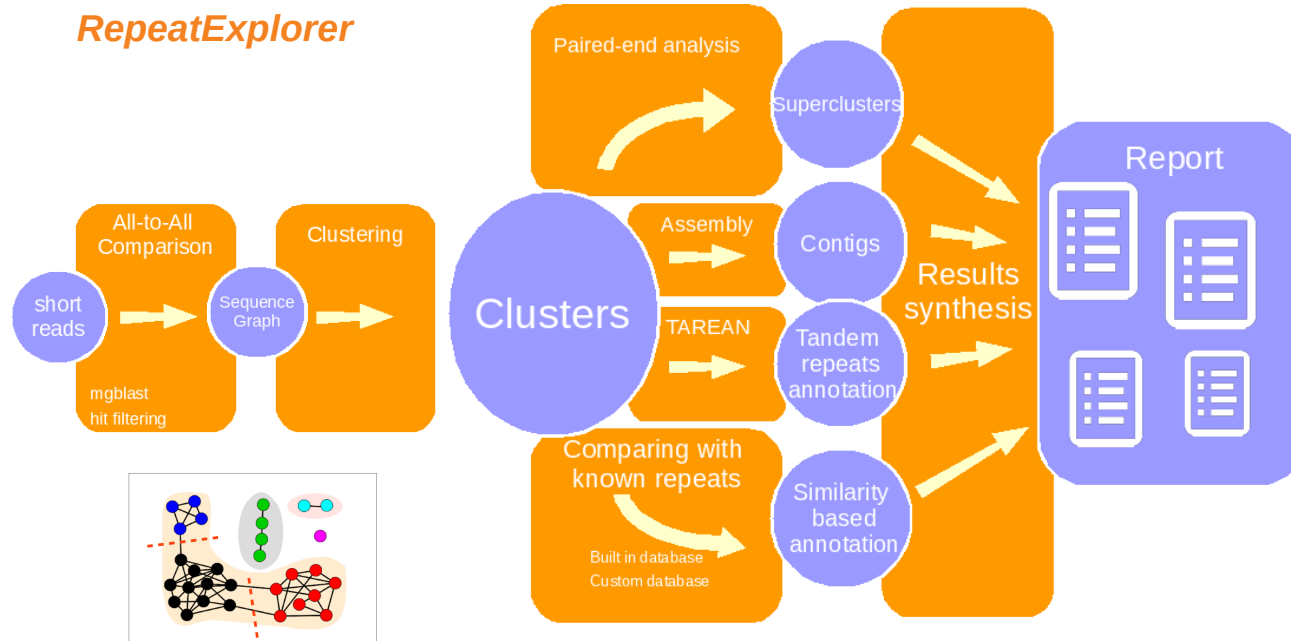 RepeatExplorer
All-to-All
Comparison
short
reads
mgblast
hit filtering
Sequence
Graph
Clustering
Clusters
Paired-end analysis
Superclusters
Assembly
Contigs
TAREAN
Tandem
repeats
annotation
Comparing with
known repeats
Built in database
Custom database
Similarity
based
annotation
Results
synthesis
Report